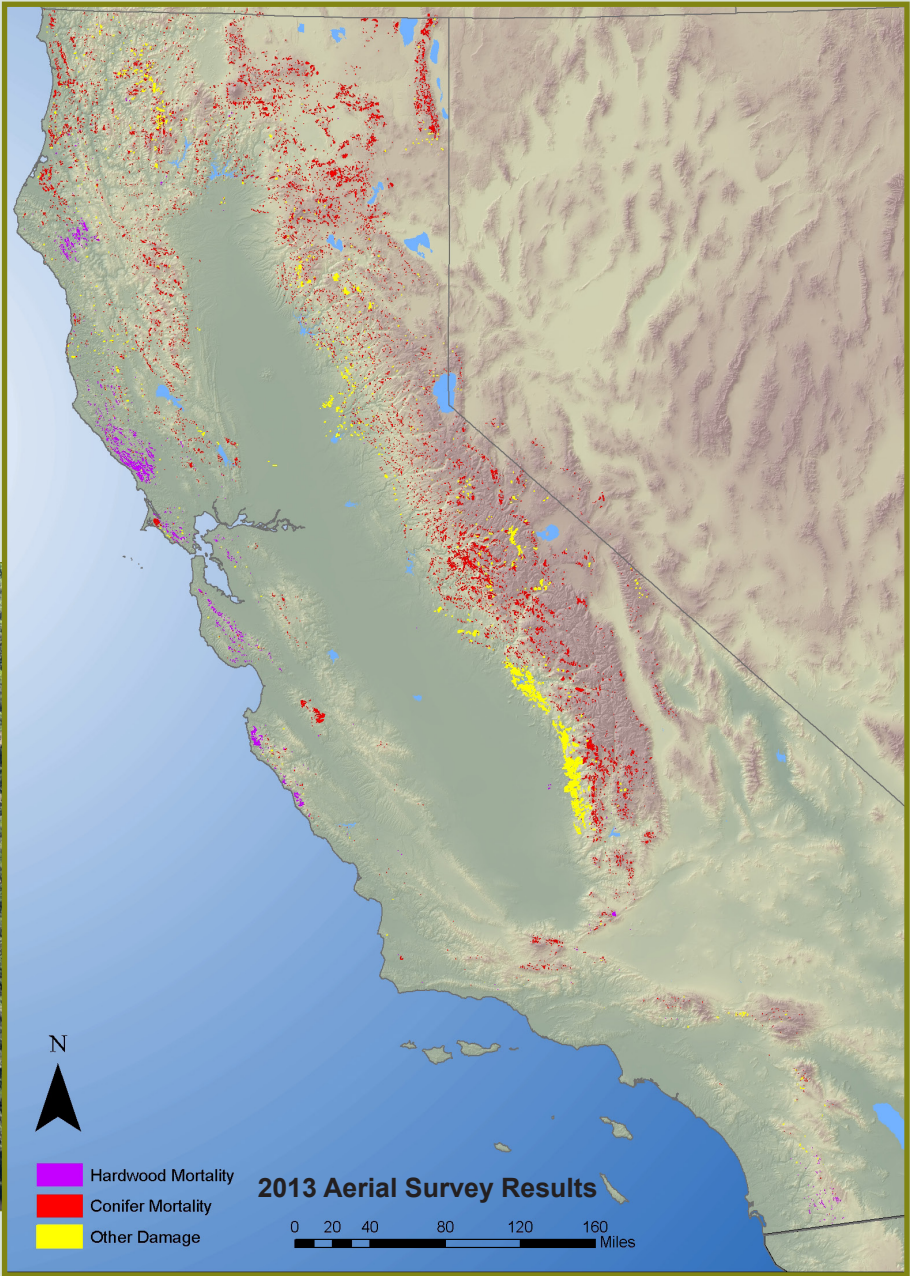 N
Hardwood Mortality
Conifer Mortality
Other Damage
2013 Aerial Survey Results
0 20 40 80 120 160
Miles